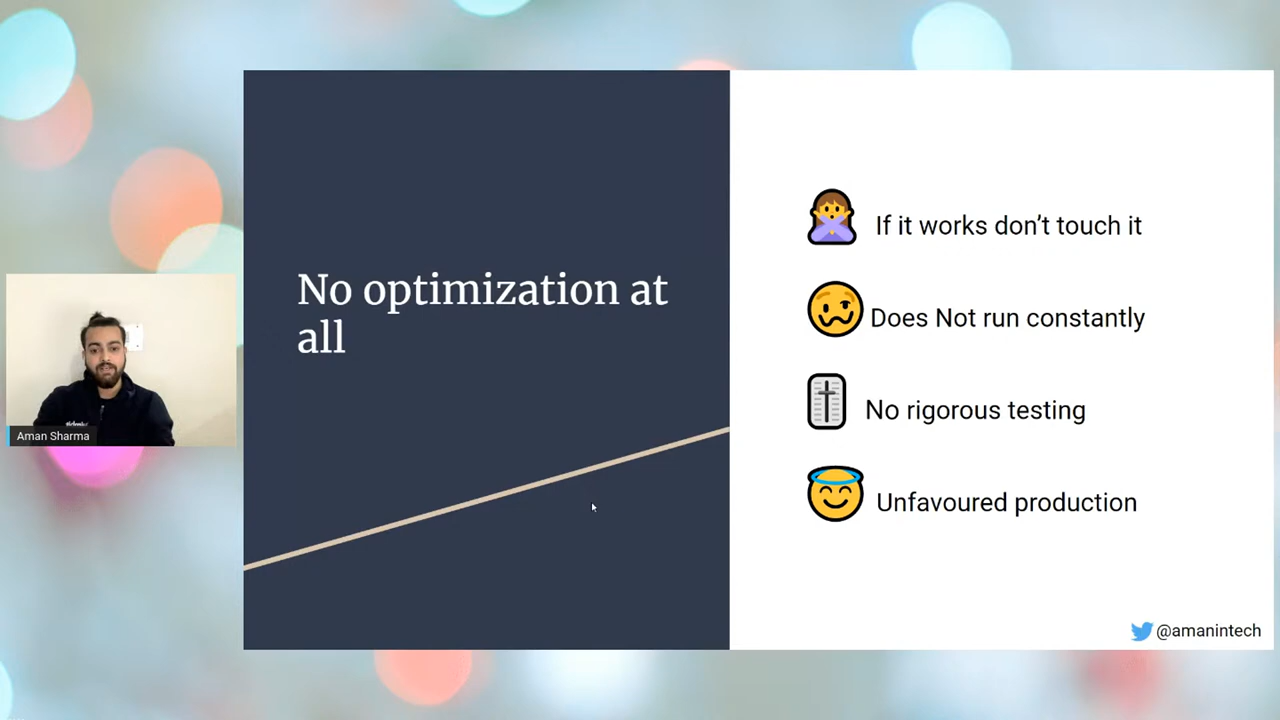 No optimization at
all
If it works don’t touch it
Does Not run constantly
No rigorous testing
Unfavoured production
@amanintech
Aman Sharma